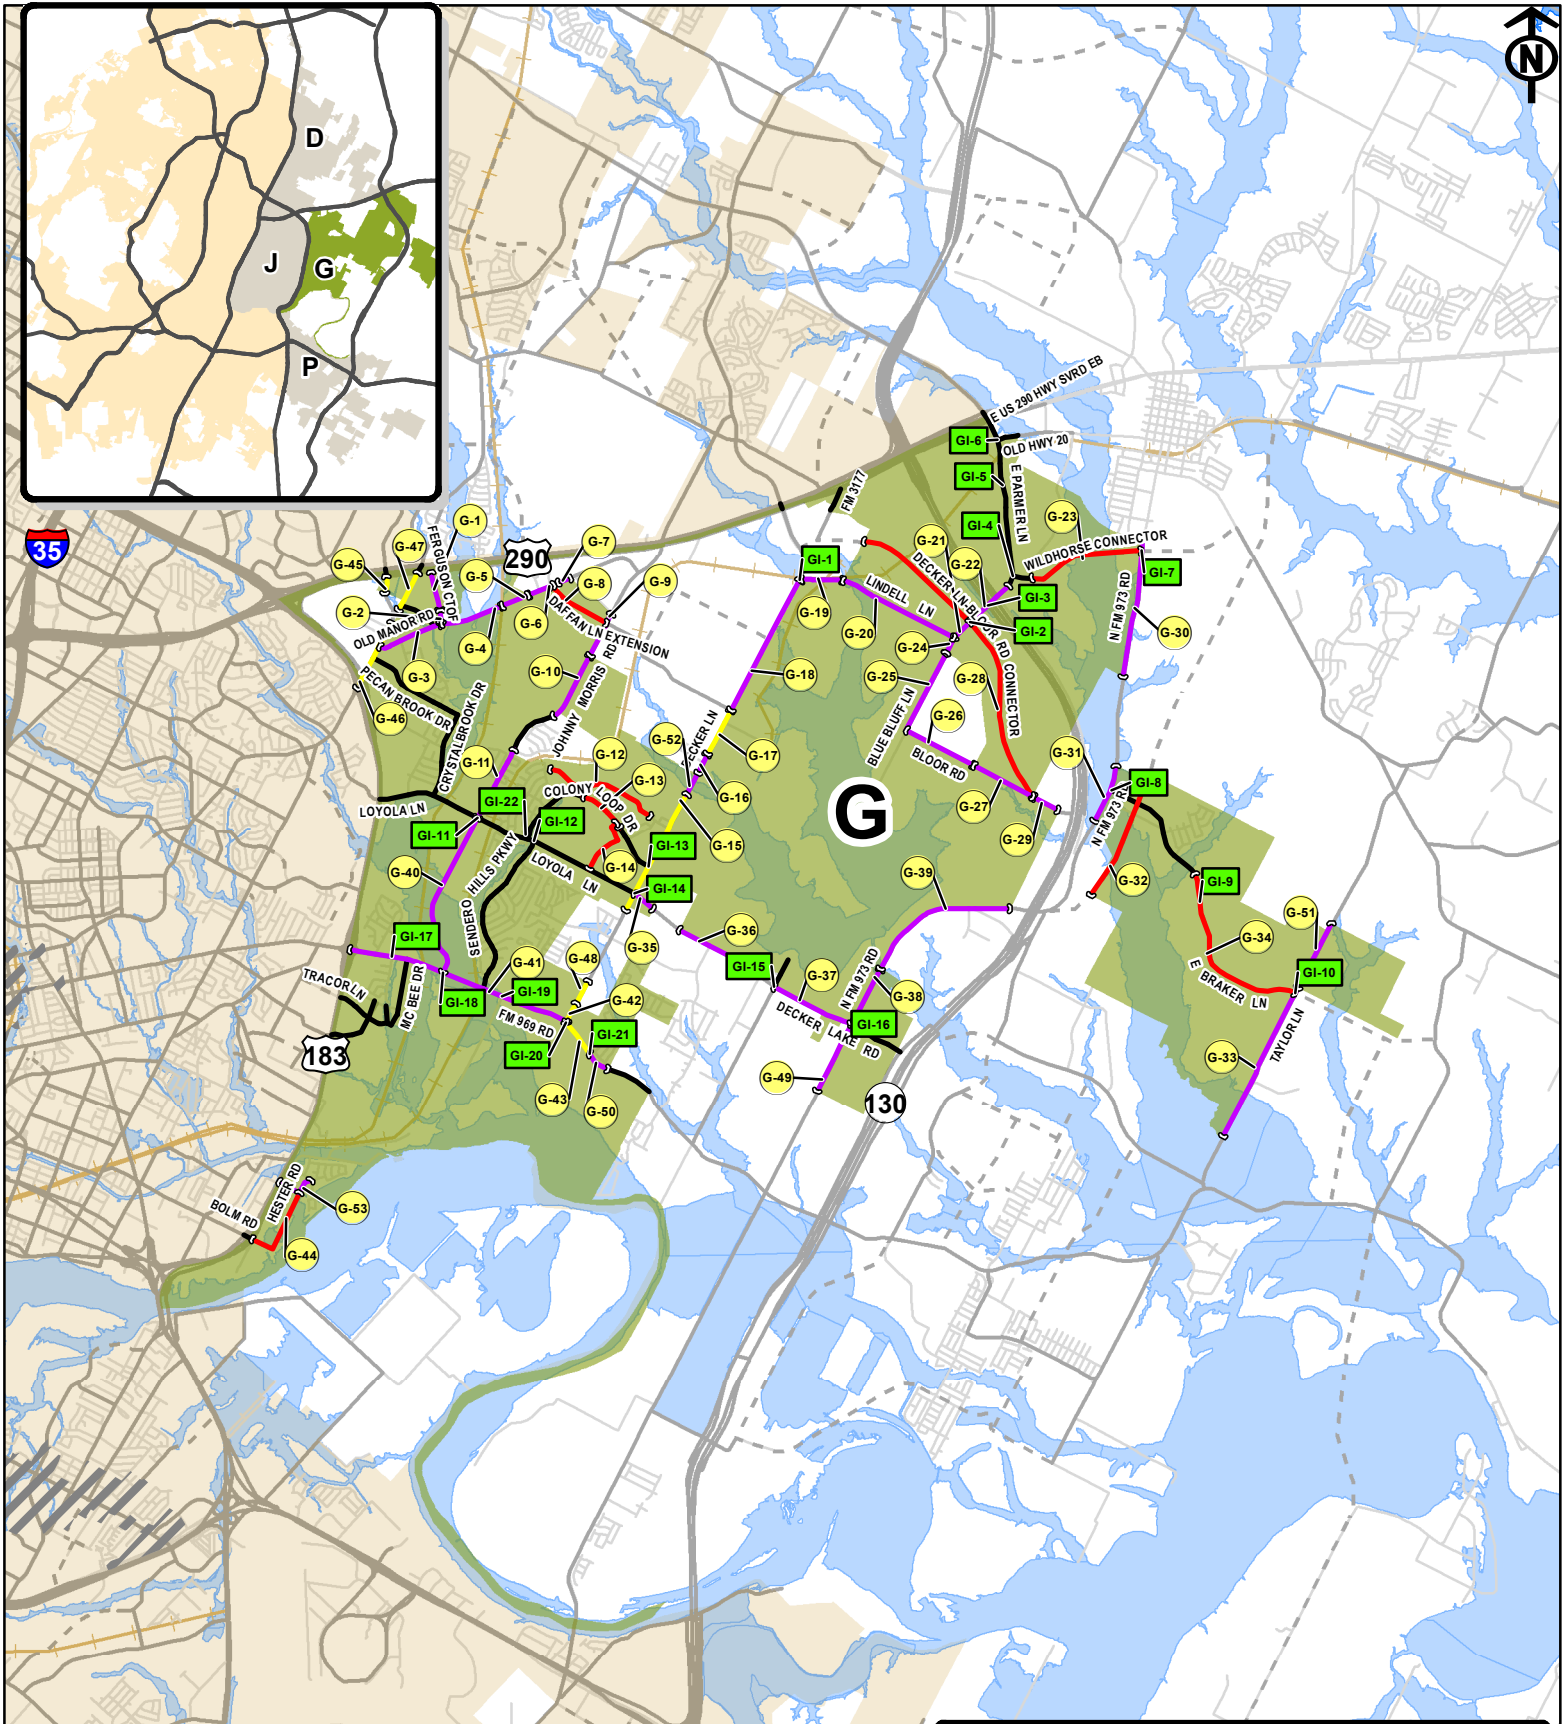 N
D
J
G
P
E US 290 HWY SVRD EB
GI-6
OLD HWY 20
GI-5
E PARMER LN
FM 3177
GI-4
G-23
WILDHORSE CONNECTOR
35
G-1
FERGUSON CTOF
G-47
G-45
290
G-7
G-5
G-8
G-9
G-21
G-22
DECKER LN-BLOOR RD CONNECTOR
GI-1
GI-7
GI-3
GI-2
N FM 973 RD
G-30
LINDELL LN
G-19
G-20
G-24
G-2
OLD MANOR RD
G-6
DAFFAN LN EXTENSION
G-4
G-3
G-10
JOHNNY MORRIS RD
PECAN BROOK DR
G-46
CRYSTALBROOK DR
G-18
G-25
G-28
BLUE BLUFF LN
G-26
BLOOR RD
G-52
DECKER LN
G-17
G-31
G-11
G-12
G-13
G-16
COLONY LOOP DR
GI-8
G-27
LOYOLA LN
GI-22
GI-12
GI-11
G
N FM 973 RD
G-29
GI-13
G-15
G-14
LOYOLA LN
G-40
SENDERO HILLS PKWY
GI-14
G-39
G-32
GI-9
G-51
GI-17
G-35
G-36
G-34
TRACOR LN
MC BEE DR
G-41
G-48
GI-15
G-37
N FM 973 RD
E BRAKER LN
GI-10
GI-18
GI-19
G-42
G-38
FM 969 RD
DECKER LAKE RD
GI-16
TAYLOR LN
183
GI-20
GI-21
G-33
G-43
G-50
G-49
130
HESTER RD
BOLM RD
G-53
G-44